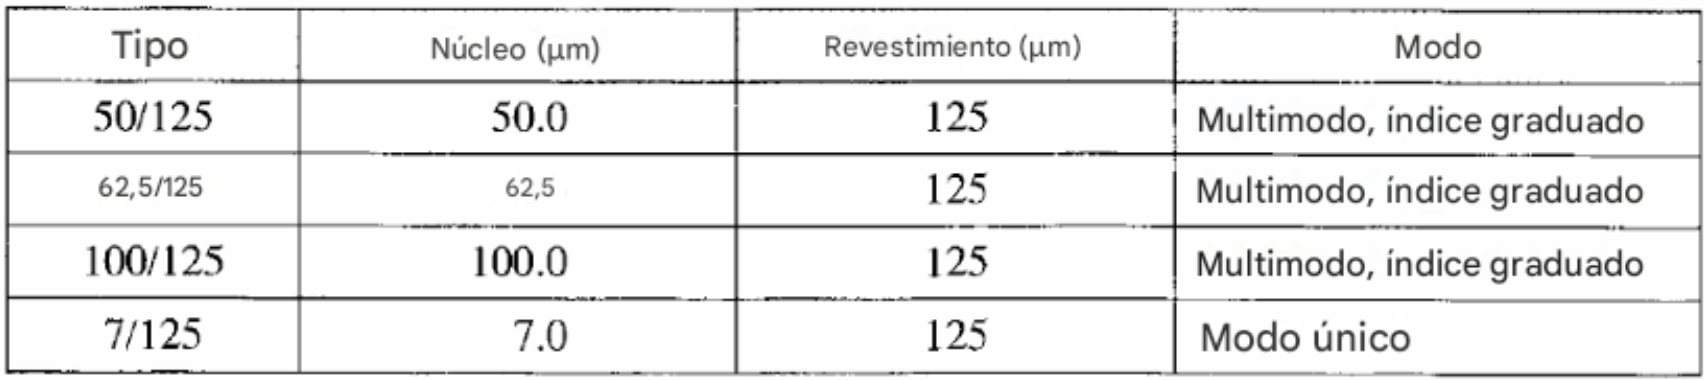 Tipo Núcleo (µm) Revestimiento (µm) Modo
50/125 50.0 125 Multimodo, índice graduado
62,5/125 62,5 125 Multimodo, índice graduado
100/125 100.0 125 Multimodo, índice graduado
7/125 7.0 125 Modo único